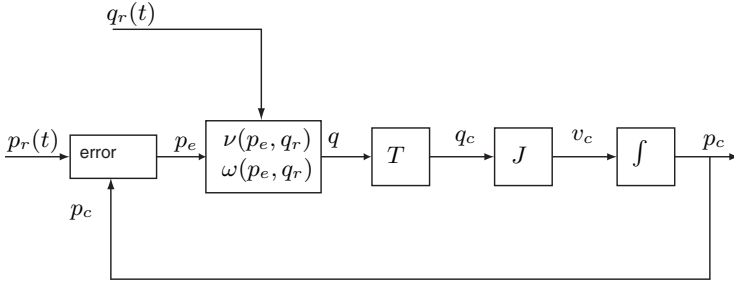 q_r(t)
p_r(t)
error
p_e
ν(p_e, q_r)
ω(p_e, q_r)
q
T
q_c
J
v_c
∫
p_c
p_c